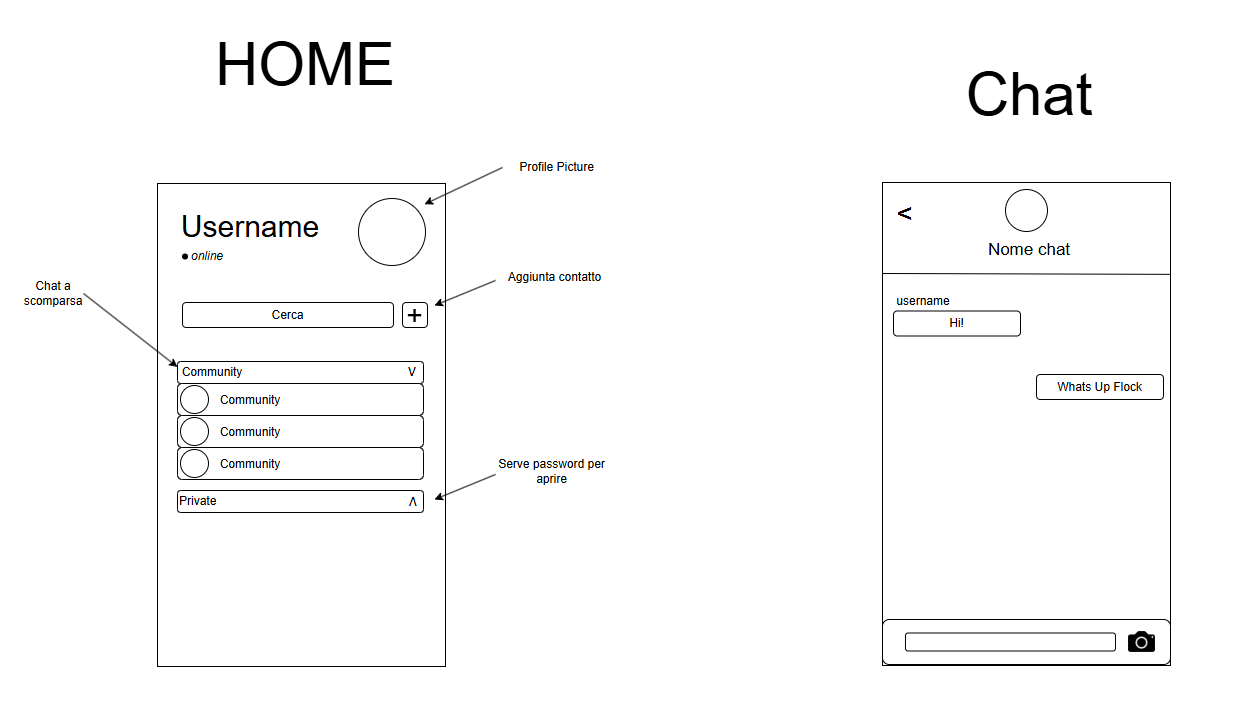 HOME
Profile Picture
Username
● online
Aggiunta contatto
Chat a
scomparsa
Cerca
+
Community V
Community
Community
Community
Serve password per
aprire
Private Λ
Chat
<
Nome chat
username
Hi!
Whats Up Flock